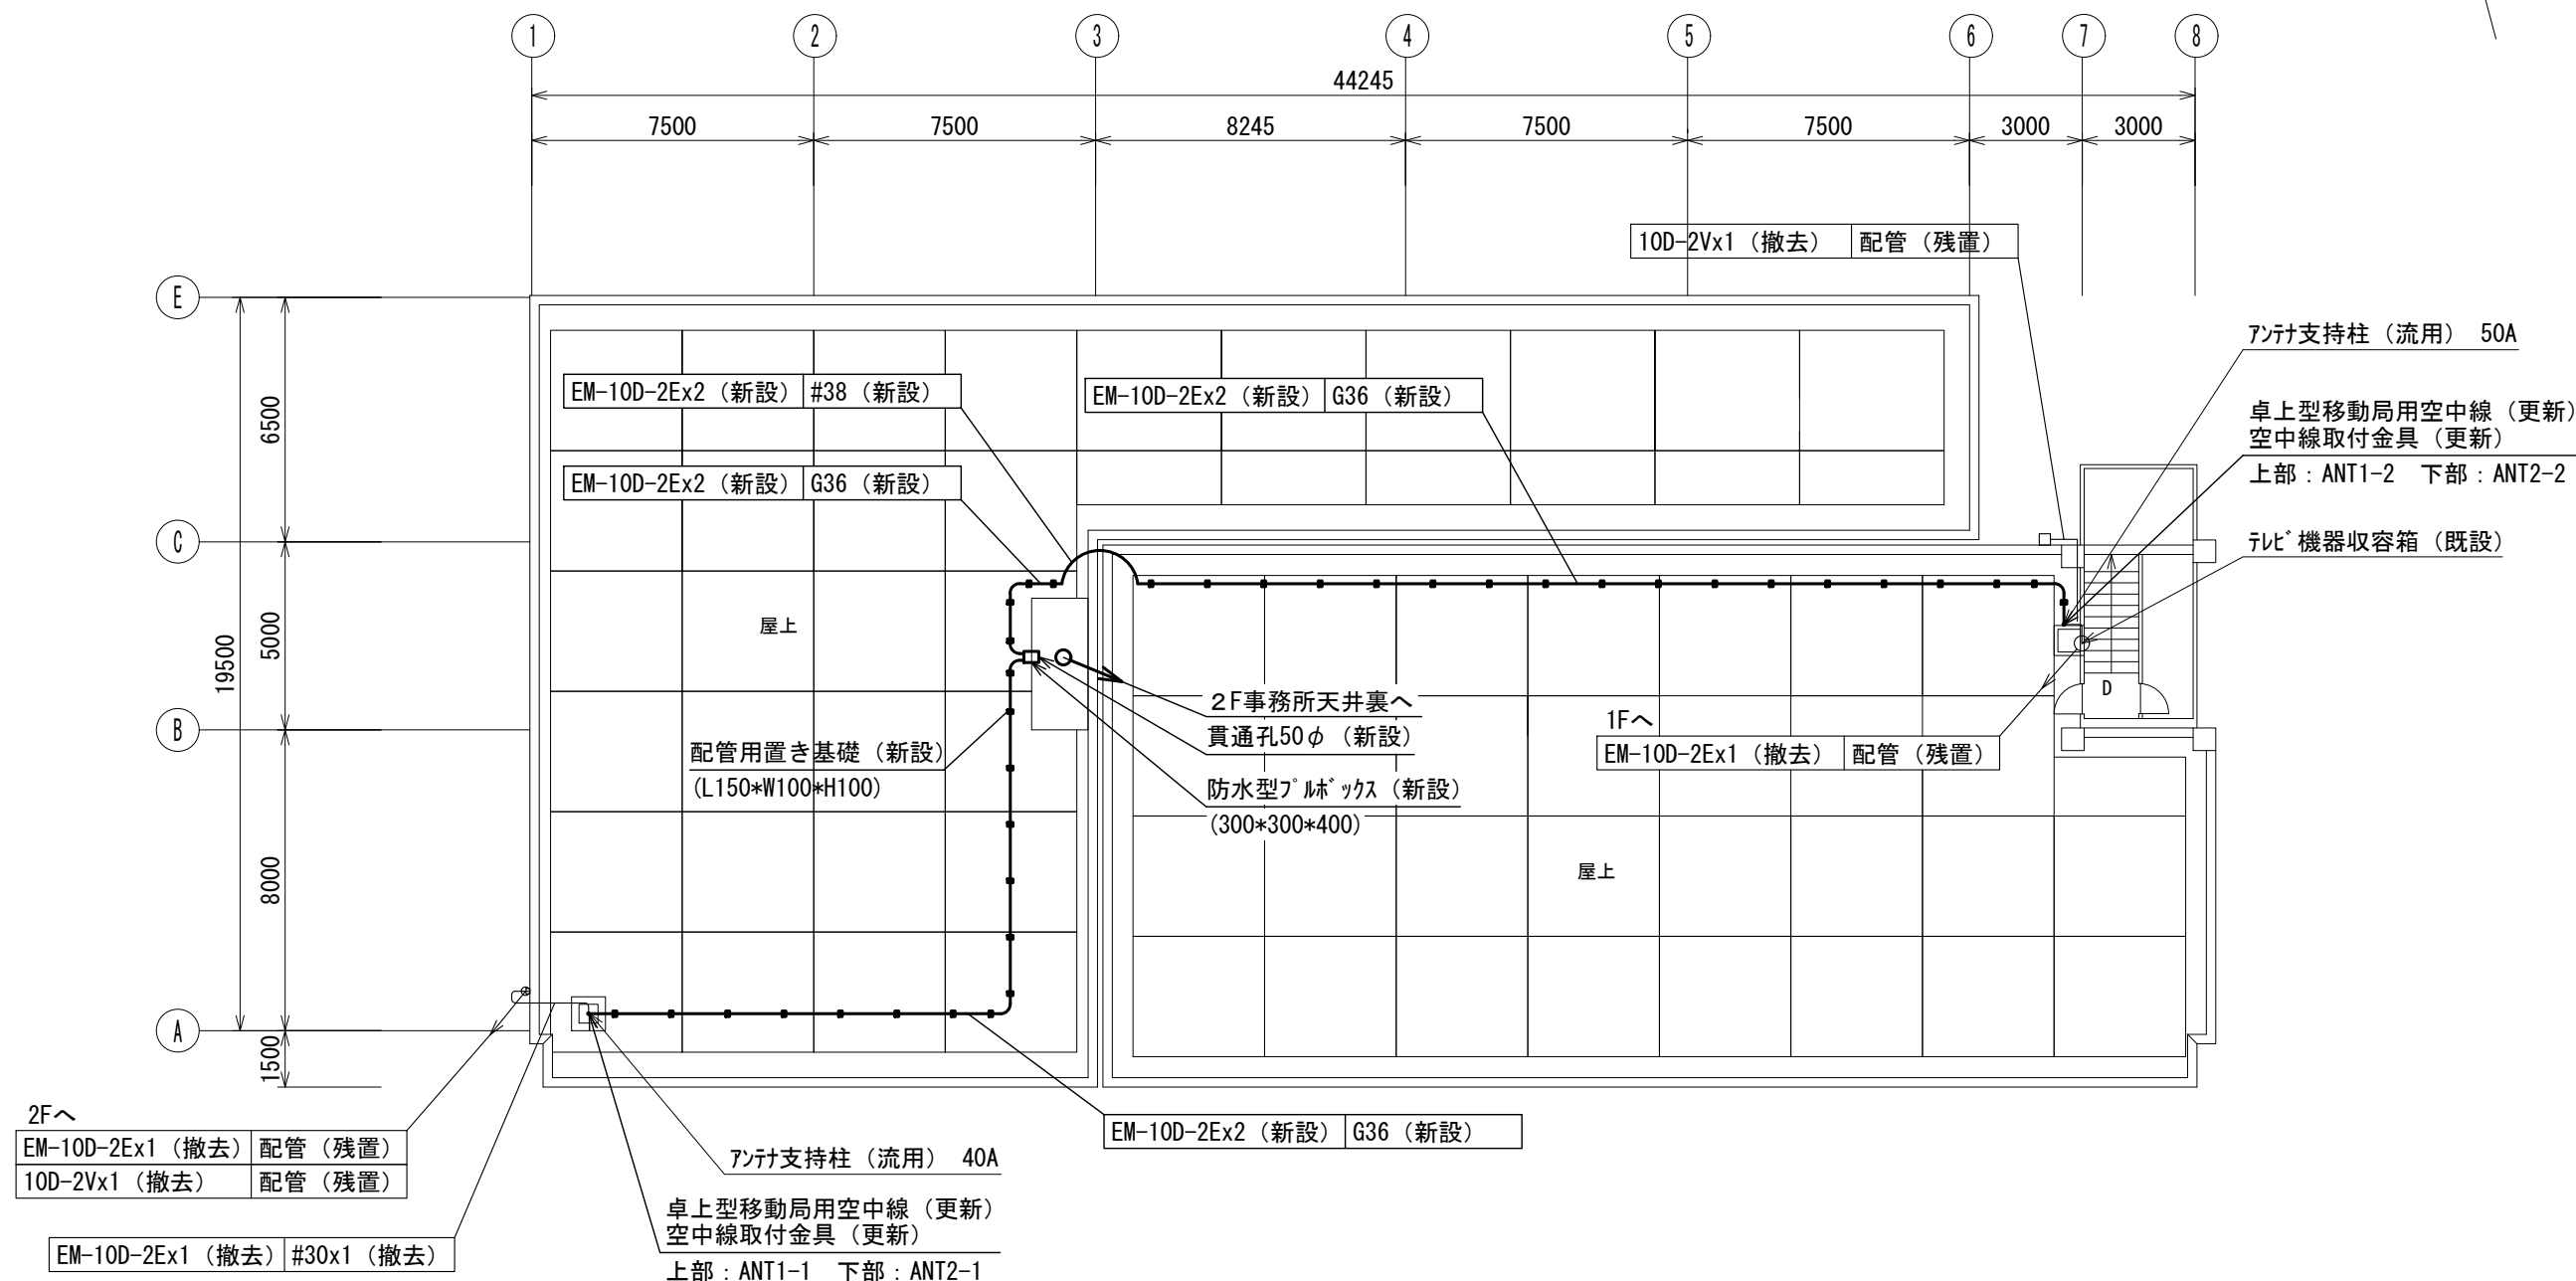 1 2 3 4 5 6 7 8
44245
7500 7500 8245 7500 7500 3000 3000
10D-2Vx1（撤去） 配管（残置）
E
ｱﾝﾃﾅ支持柱（流用） 50A
EM-10D-2Ex2（新設） #38（新設）
EM-10D-2Ex2（新設） G36（新設）
卓上型移動局用空中線（更新）
空中線取付金具（更新）
上部：ANT1-2 下部：ANT2-2
6500
EM-10D-2Ex2（新設） G36（新設）
C
ﾃﾚﾋﾞ機器収容箱（既設）
屋上
5000
19500
D
２F事務所天井裏へ
1Fへ
B
貫通孔50φ（新設）
配管用置き基礎（新設）
EM-10D-2Ex1（撤去） 配管（残置）
(L150*W100*H100)
防水型ﾌﾟﾙﾎﾞｯｸｽ（新設）
(300*300*400)
屋上
8000
A
1500
2Fへ
EM-10D-2Ex1（撤去） 配管（残置）
10D-2Vx1（撤去） 配管（残置）
EM-10D-2Ex2（新設） G36（新設）
ｱﾝﾃﾅ支持柱（流用） 40A
卓上型移動局用空中線（更新）
空中線取付金具（更新）
EM-10D-2Ex1（撤去） #30x1（撤去）
上部：ANT1-1 下部：ANT2-1